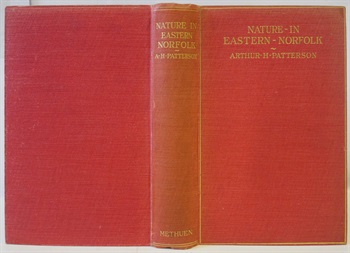 NATURE IN
EASTERN
NORFOLK
A·H·PATTERSON
METHUEN
NATURE-IN
EASTERN-NORFOLK
ARTHUR·H·PATTERSON